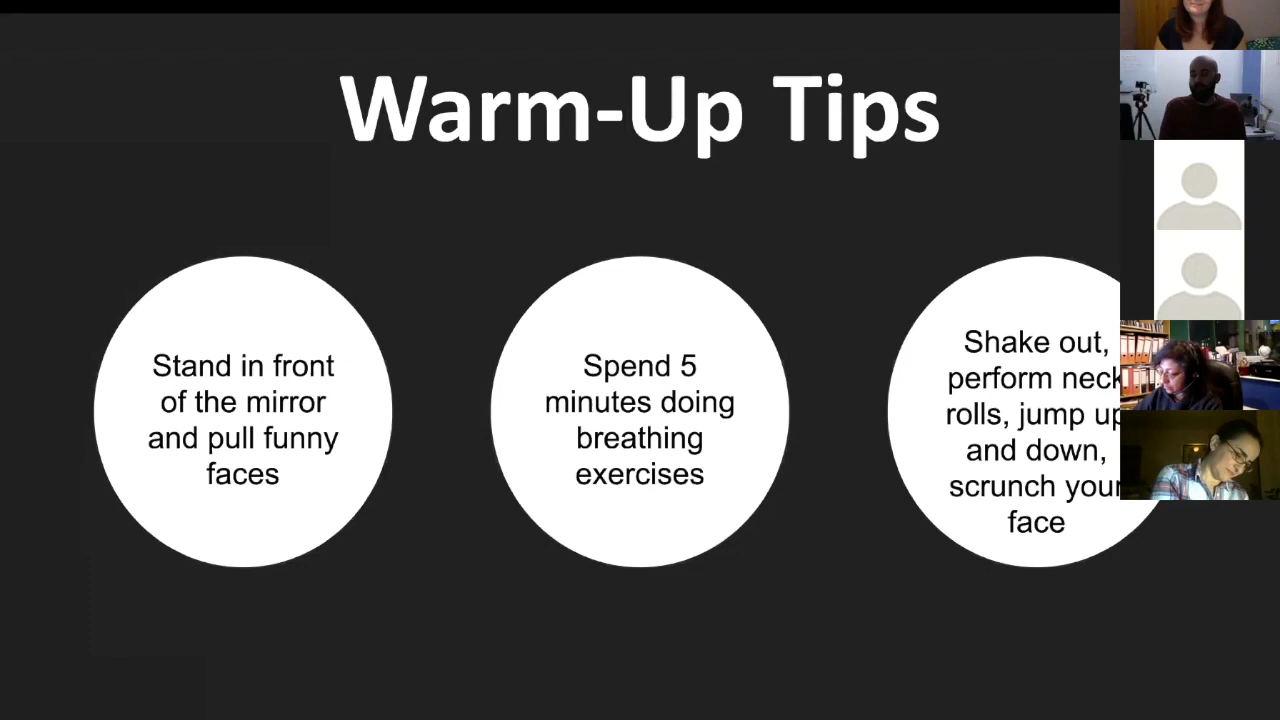 Warm-Up Tips
Stand in front
of the mirror
and pull funny
faces
Spend 5
minutes doing
breathing
exercises
Shake out,
perform neck
rolls, jump up
and down,
scrunch your
face